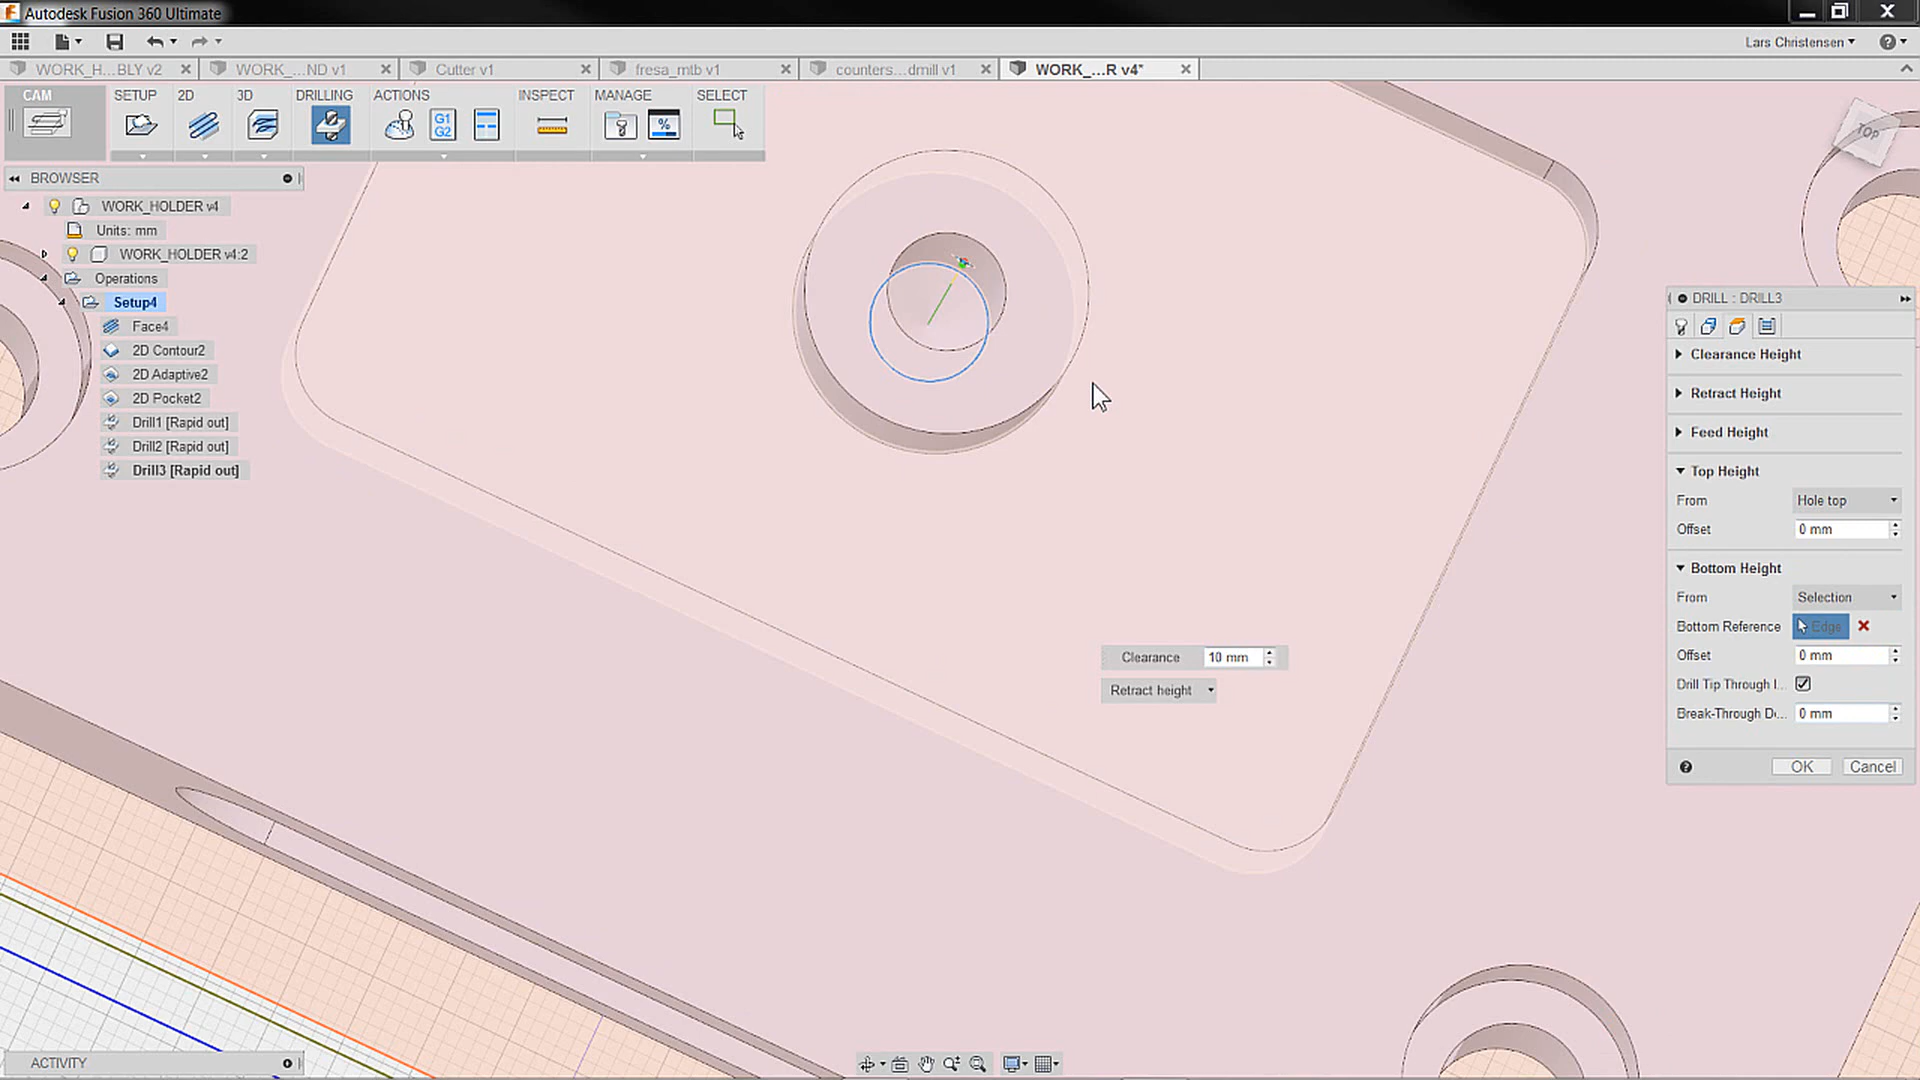 Autodesk Fusion 360 Ultimate
Lars Christensen
WORK_H...BLY v2
WORK_...ND v1
Cutter v1
fresa_mtb v1
counters...dmill v1
WORK_...R v4*
CAM
SETUP
2D
3D
DRILLING
ACTIONS
INSPECT
MANAGE
SELECT
G1
G2
%
TOP
BROWSER
WORK_HOLDER v4
Units: mm
WORK_HOLDER v4:2
Operations
Setup4
Face4
2D Contour2
2D Adaptive2
2D Pocket2
Drill1 [Rapid out]
Drill2 [Rapid out]
Drill3 [Rapid out]
DRILL : DRILL3
Clearance Height
Retract Height
Feed Height
Top Height
From Hole top
Offset 0 mm
Bottom Height
From Selection
Bottom Reference Edge
Offset 0 mm
Drill Tip Through I...
Break-Through D... 0 mm
OK Cancel
Clearance 10 mm
Retract height
ACTIVITY